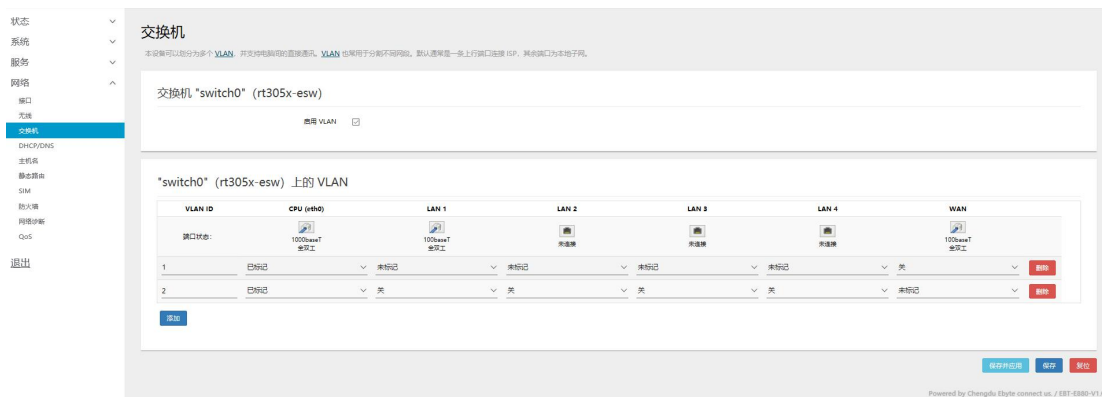 状态
系统
服务
网络
接口
无线
交换机
DHCP/DNS
主机名
静态路由
SIM
防火墙
网络诊断
QoS
退出
交换机
本设备可以划分为多个 VLAN，并支持电脑间的直接通讯。VLAN 也常用于分割不同网段。默认通常是一条上行端口连接 ISP，其余端口为本地子网。
交换机 "switch0"（rt305x-esw）
启用 VLAN
"switch0"（rt305x-esw）上的 VLAN
VLAN ID CPU (eth0) LAN 1 LAN 2 LAN 3 LAN 4 WAN
端口状态: 1000baseT 全双工 100baseT 全双工 未连接 未连接 未连接 100baseT 全双工
1 已标记 未标记 未标记 未标记 未标记 关 删除
2 已标记 关 关 关 关 未标记 删除
添加
保存并应用 保存 复位
Powered by Chengdu Ebyte connect us. / EBT-E880-V1.